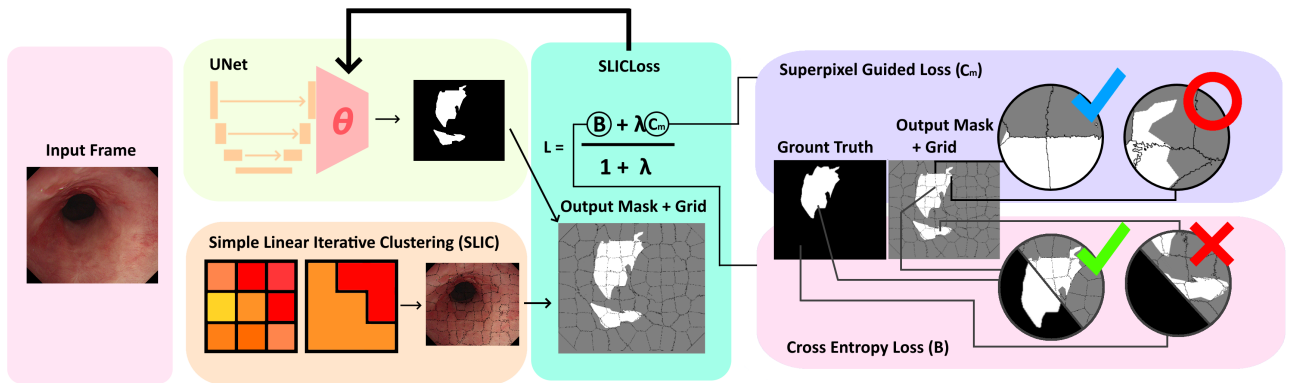 Input Frame
UNet
θ
Simple Linear Iterative Clustering (SLIC)
SLICLoss
L =
B + λCm
1 + λ
Output Mask + Grid
Superpixel Guided Loss (Cm)
Grount Truth
Output Mask
+ Grid
Cross Entropy Loss (B)